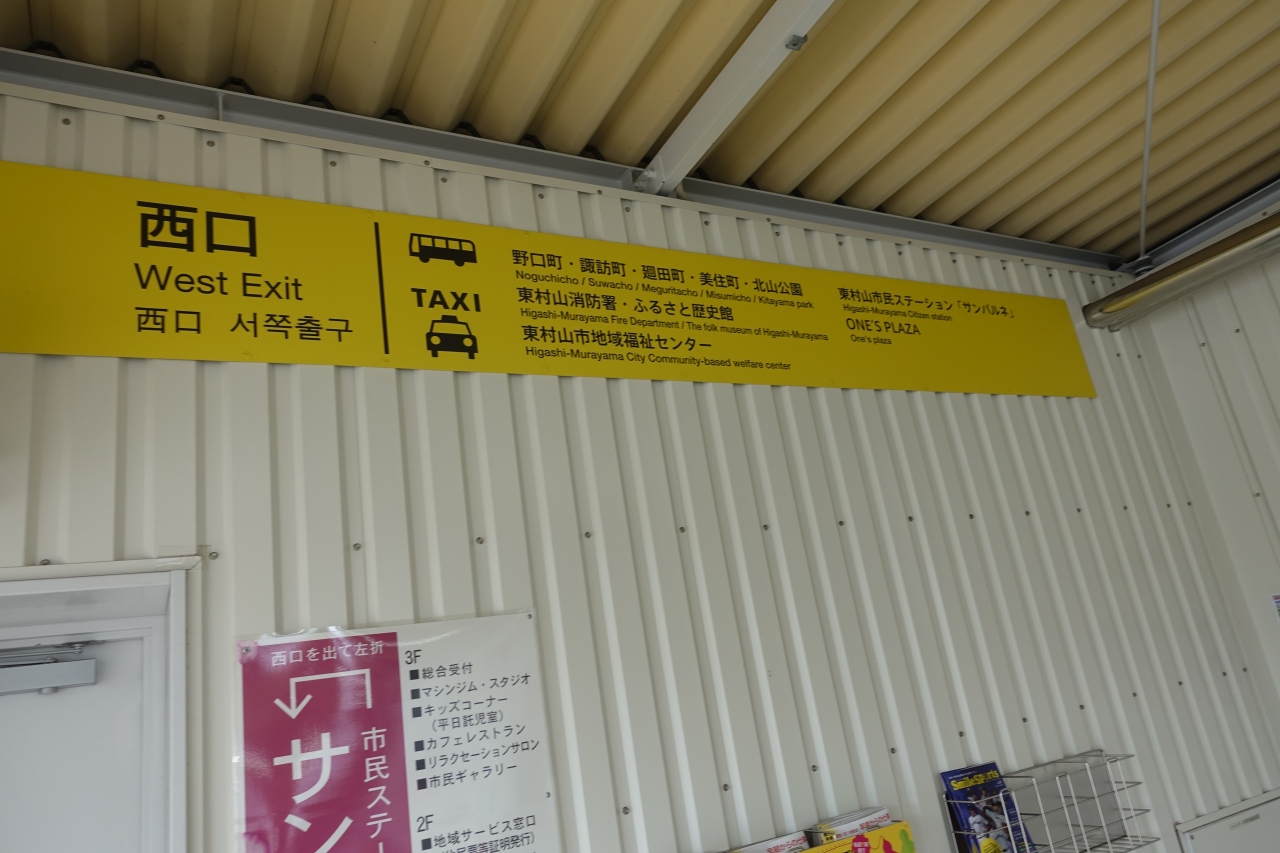 西口
West Exit
西口 서쪽출구
TAXI
野口町・諏訪町・廻田町・美住町・北山公園
Noguchicho / Suwacho / Meguritacho / Misumicho / Kitayama park
東村山消防署・ふるさと歴史館
Higashi-Murayama Fire Department / The folk museum of Higashi-Murayama
東村山市地域福祉センター
Higashi-Murayama City Community-based welfare center
東村山市民ステーション「サンパルネ」
Higashi-Murayama Citizen station
ONE'S PLAZA
One's plaza
西口を出て左折
市民ステー
サン
3F
■総合受付
■マシンジム・スタジオ
■キッズコーナー
（平日託児室）
■カフェレストラン
■リラクセーションサロン
■市民ギャラリー
2F
■地域サービス窓口
票等証明発行）
SmileSports